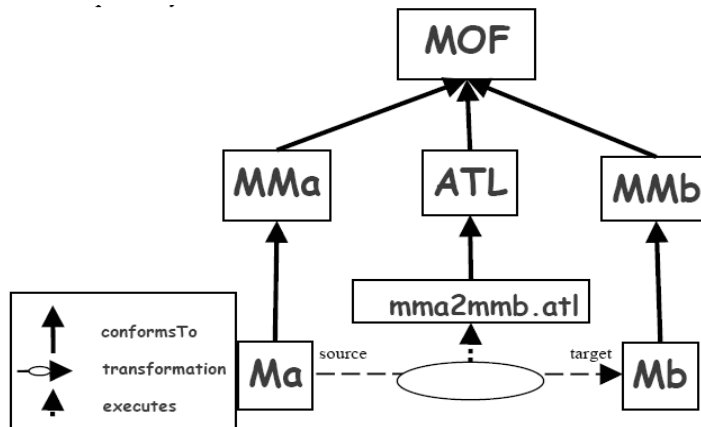 MOF
MMa
ATL
MMb
mma2mmb.atl
conformsTo
transformation
executes
Ma
source
target
Mb